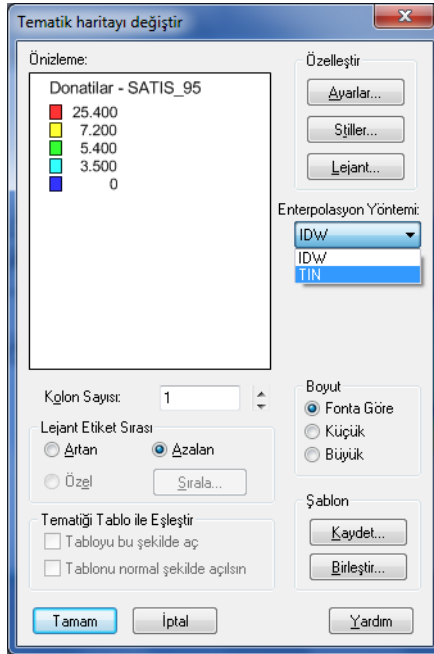 Tematik haritayı değiştir
Önizleme:
Donatilar - SATIS_95
25.400
7.200
5.400
3.500
0
Özelleştir
Ayarlar...
Stiller...
Lejant...
Enterpolasyon Yöntemi:
IDW
IDW
TIN
Kolon Sayısı:
1
Lejant Etiket Sırası
Artan
Azalan
Özel
Sırala...
Boyut
Fonta Göre
Küçük
Büyük
Tematiği Tablo ile Eşleştir
Tabloyu bu şekilde aç
Tablonu normal şekilde açılsın
Şablon
Kaydet...
Birleştir...
Tamam
İptal
Yardım